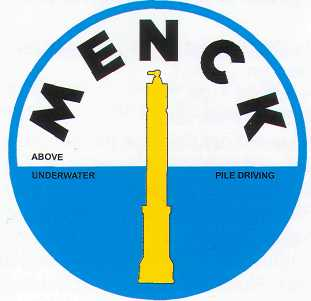 MENCK
ABOVE
UNDERWATER PILE DRIVING